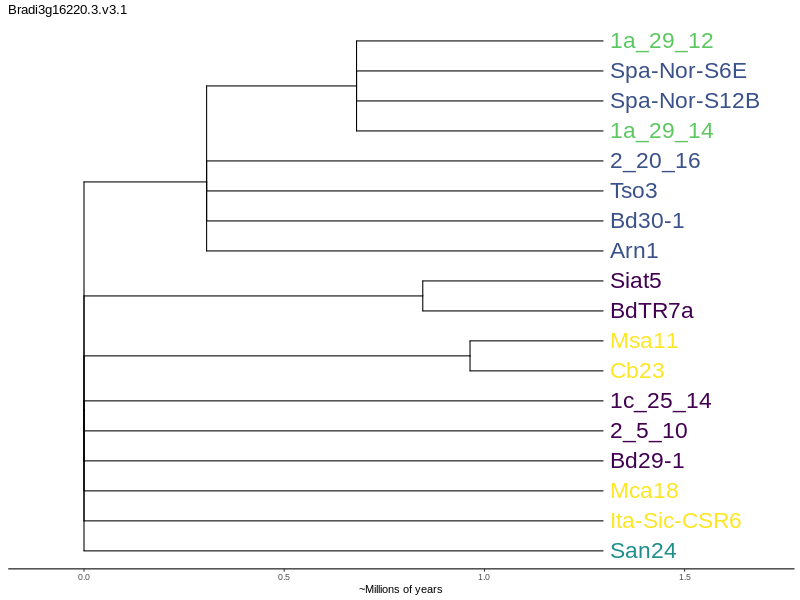 Bradi3g16220.3.v3.1
1a_29_12
Spa-Nor-S6E
Spa-Nor-S12B
1a_29_14
2_20_16
Tso3
Bd30-1
Arn1
Siat5
BdTR7a
Msa11
Cb23
1c_25_14
2_5_10
Bd29-1
Mca18
Ita-Sic-CSR6
San24
0.0 0.5 1.0 1.5
~Millions of years